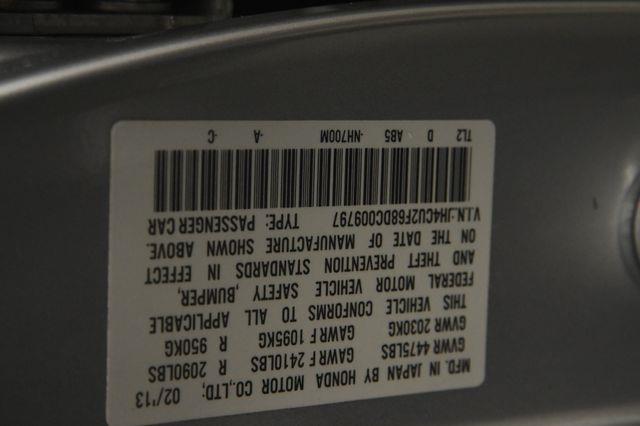 MFD. IN JAPAN BY HONDA MOTOR CO.,LTD; 02/'13
GVWR 4475LBS GAWR F 2410LBS R 2090LBS
GVWR 2030KG GAWR F 1095KG R 950KG
THIS VEHICLE CONFORMS TO ALL APPLICABLE
FEDERAL MOTOR VEHICLE SAFETY ,BUMPER,
AND THEFT PREVENTION STANDARDS IN EFFECT
ON THE DATE OF MANUFACTURE SHOWN ABOVE.
V.I.N.:JH4CU2F68DC009797 TYPE: PASSENGER CAR
TL2 D AB5 -NH700M -A -C